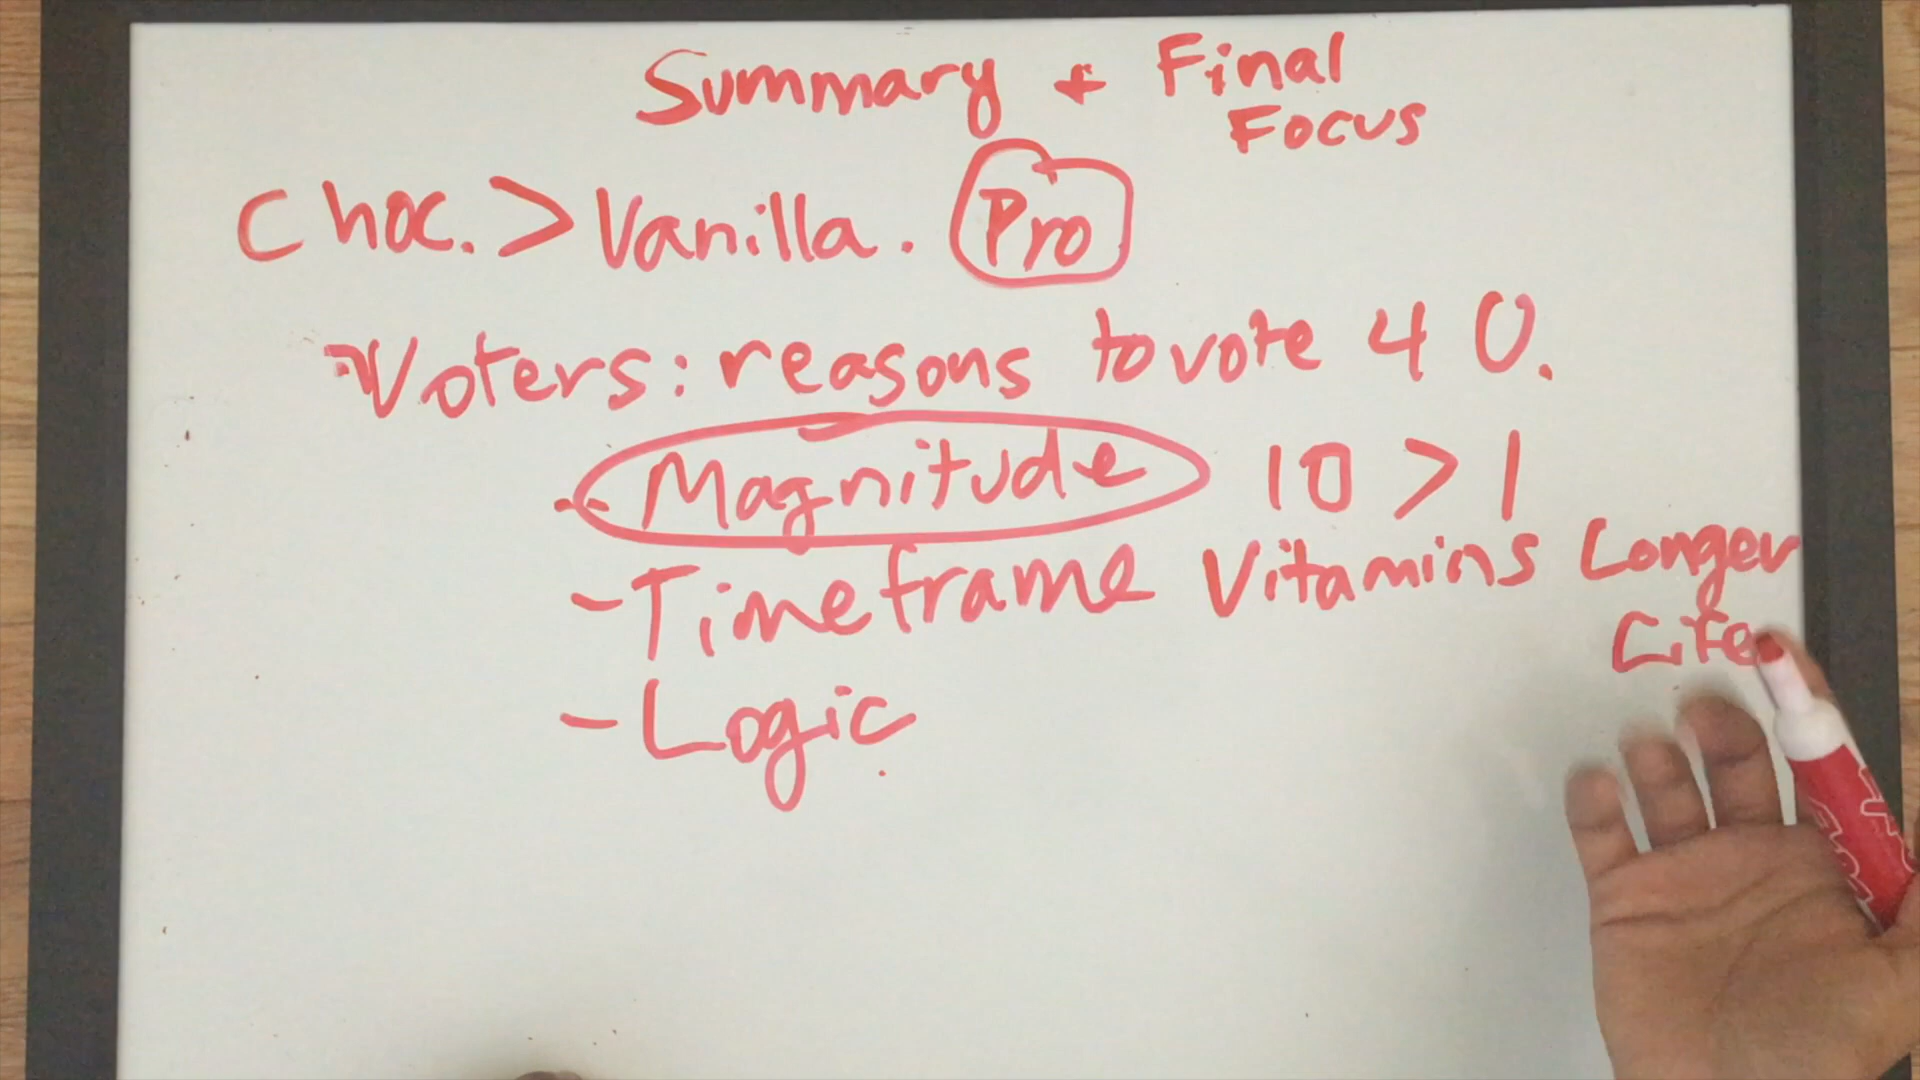 Summary + Final
Focus
Choc. > Vanilla. Pro
Voters: reasons to vote 4 U.
- Magnitude 10 > 1
- Timeframe Vitamins Longer
Life
- Logic